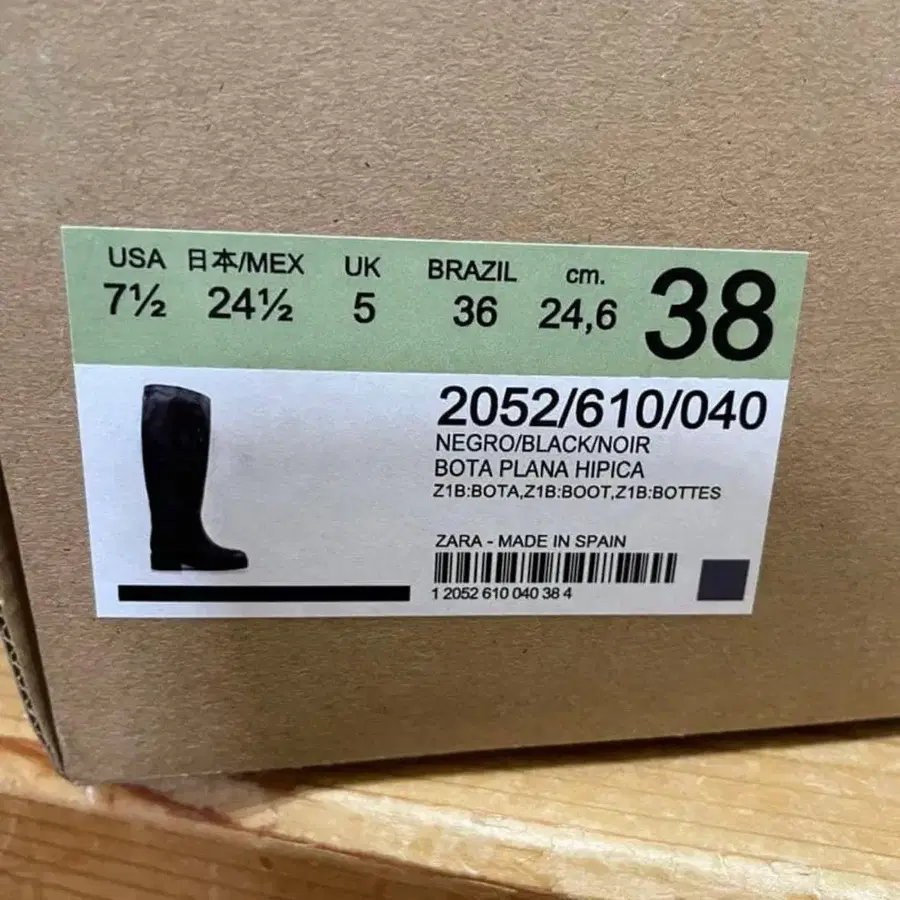 USA 日本/MEX UK BRAZIL cm.
7½ 24½ 5 36 24,6 38
2052/610/040
NEGRO/BLACK/NOIR
BOTA PLANA HIPICA
Z1B:BOTA,Z1B:BOOT,Z1B:BOTTES
ZARA - MADE IN SPAIN
1 2052 610 040 38 4